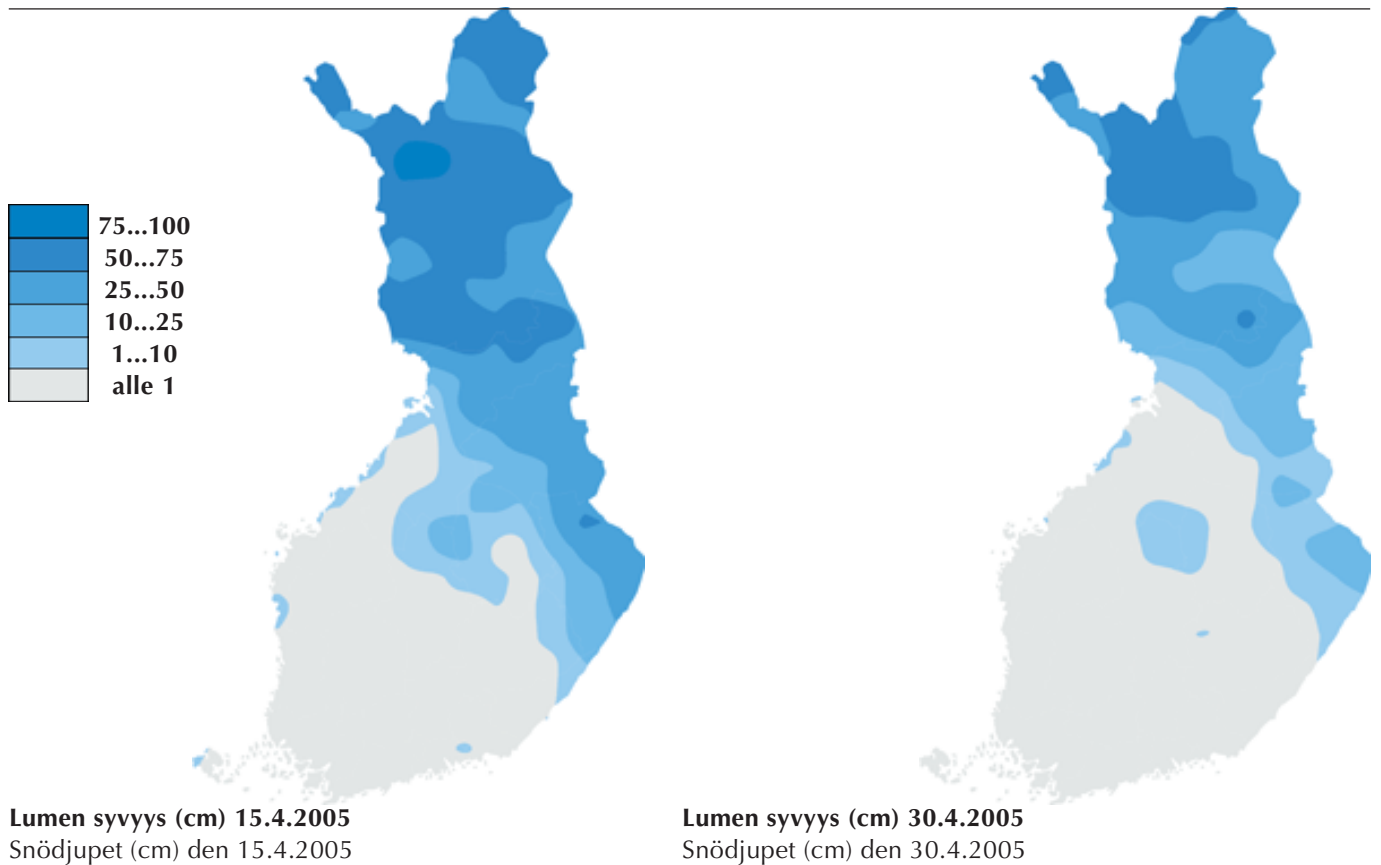 75...100
50...75
25...50
10...25
1...10
alle 1
Lumen syvyys (cm) 15.4.2005
Snödjupet (cm) den 15.4.2005
Lumen syvyys (cm) 30.4.2005
Snödjupet (cm) den 30.4.2005